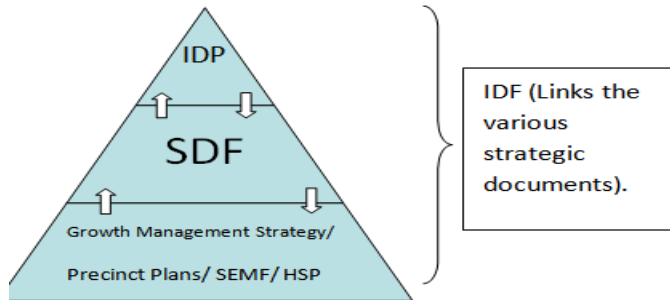 IDP
SDF
Growth Management Strategy/
Precinct Plans/ SEMF/ HSP
IDF (Links the
various
strategic
documents).